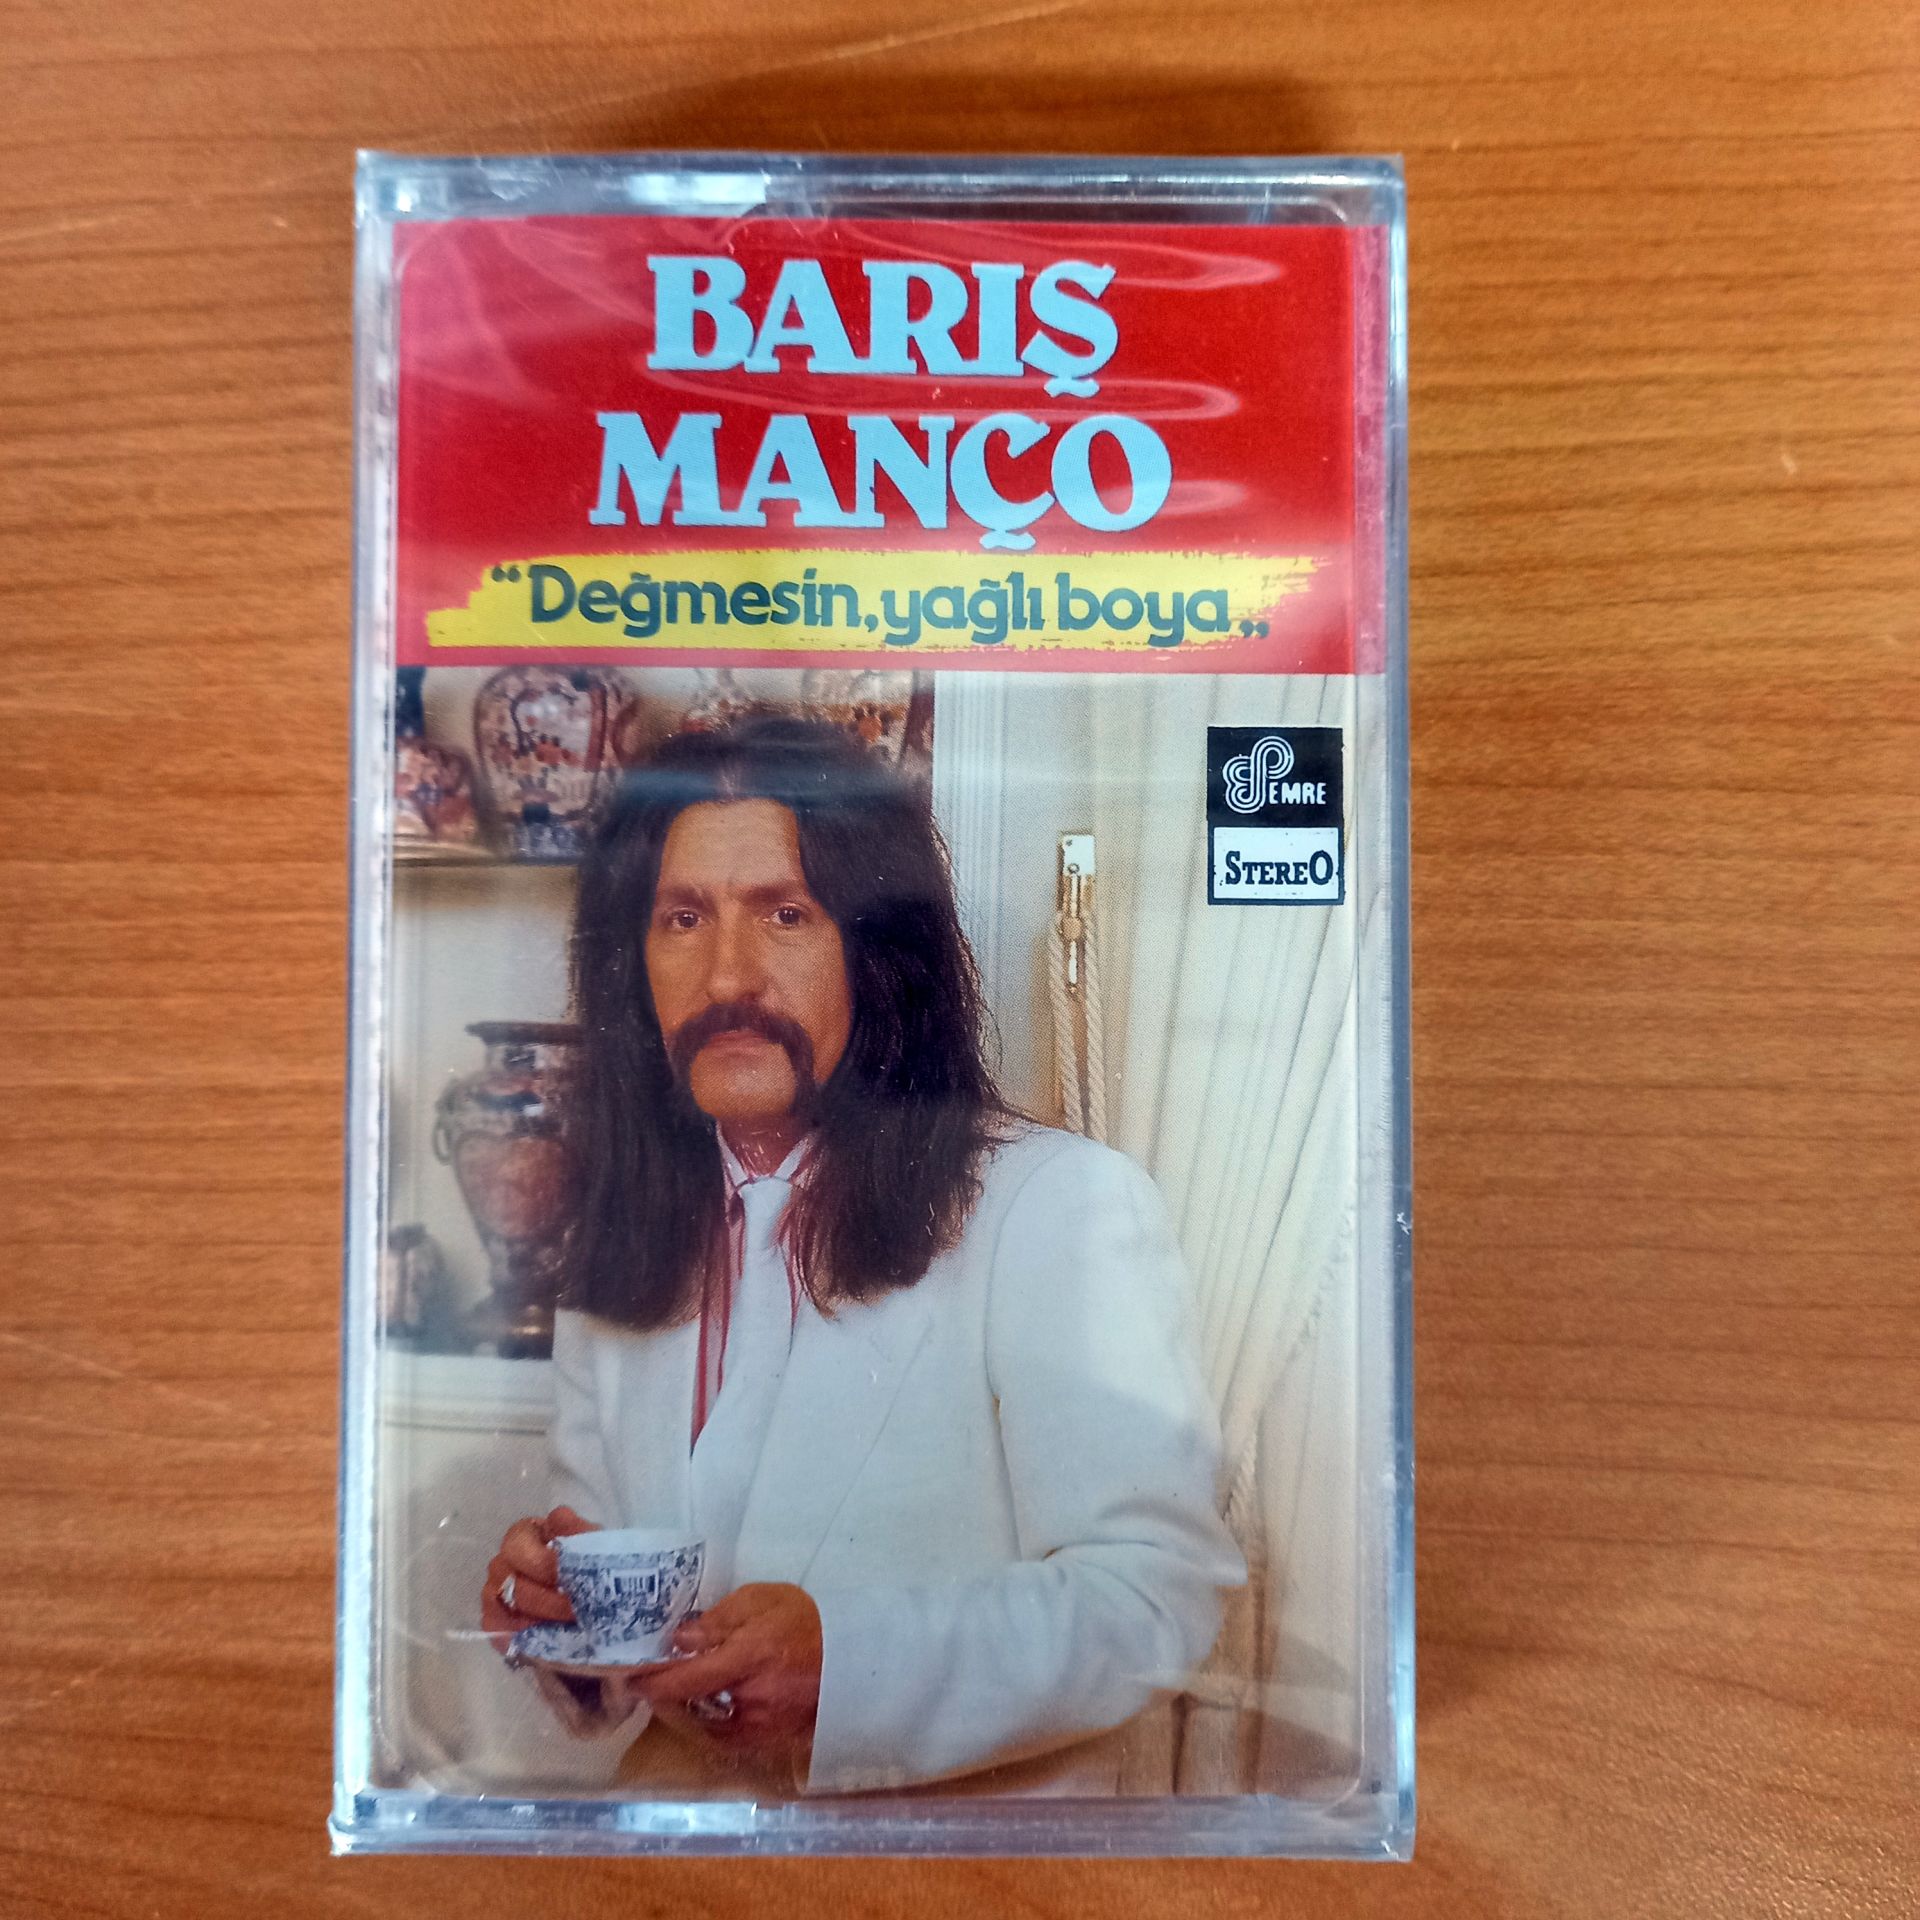 BARIŞ
MANÇO
“Değmesin, yağlı boya„
EMRE
STEREO